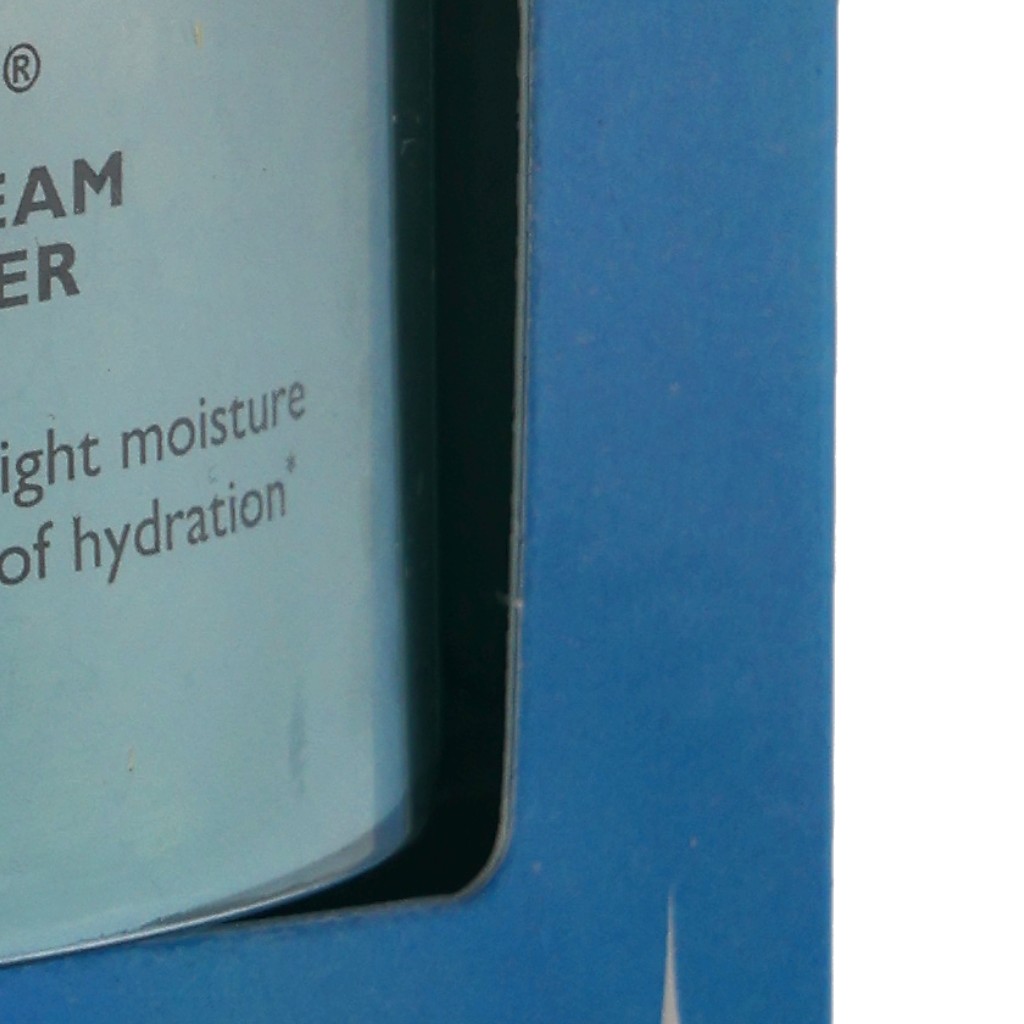 ®
EAM
ER
ight moisture
of hydration*